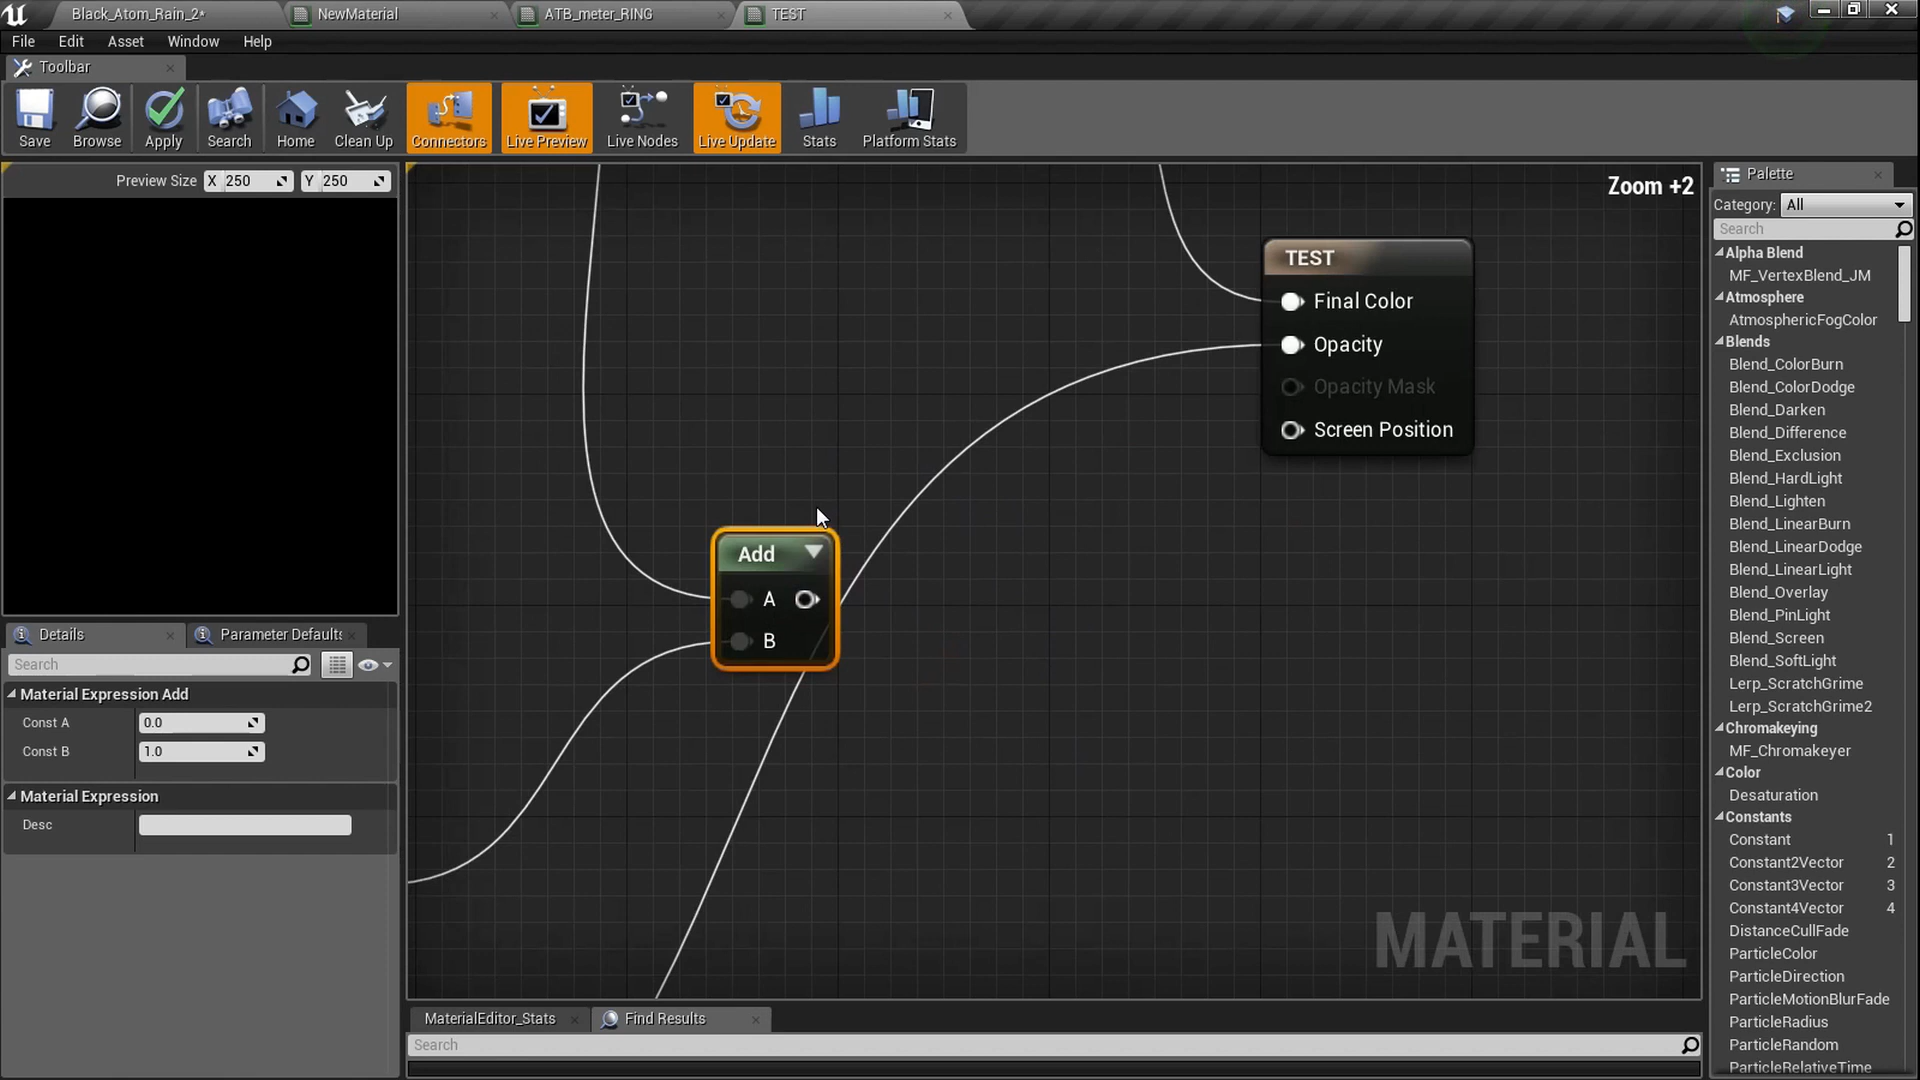 Black_Atom_Rain_2*
NewMaterial
ATB_meter_RING
TEST
File
Edit
Asset
Window
Help
Toolbar
Save
Browse
Apply
Search
Home
Clean Up
Connectors
Live Preview
Live Nodes
Live Update
Stats
Platform Stats
Preview Size X 250 Y 250
Zoom +2
TEST
Final Color
Opacity
Opacity Mask
Screen Position
Add
A
B
MATERIAL
Details
Parameter Defaults
Search
Material Expression Add
Const A 0.0
Const B 1.0
Material Expression
Desc
MaterialEditor_Stats
Find Results
Search
Palette
Category: All
Search
Alpha Blend
MF_VertexBlend_JM
Atmosphere
AtmosphericFogColor
Blends
Blend_ColorBurn
Blend_ColorDodge
Blend_Darken
Blend_Difference
Blend_Exclusion
Blend_HardLight
Blend_Lighten
Blend_LinearBurn
Blend_LinearDodge
Blend_LinearLight
Blend_Overlay
Blend_PinLight
Blend_Screen
Blend_SoftLight
Lerp_ScratchGrime
Lerp_ScratchGrime2
Chromakeying
MF_Chromakeyer
Color
Desaturation
Constants
Constant 1
Constant2Vector 2
Constant3Vector 3
Constant4Vector 4
DistanceCullFade
ParticleColor
ParticleDirection
ParticleMotionBlurFade
ParticleRadius
ParticleRandom
ParticleRelativeTime